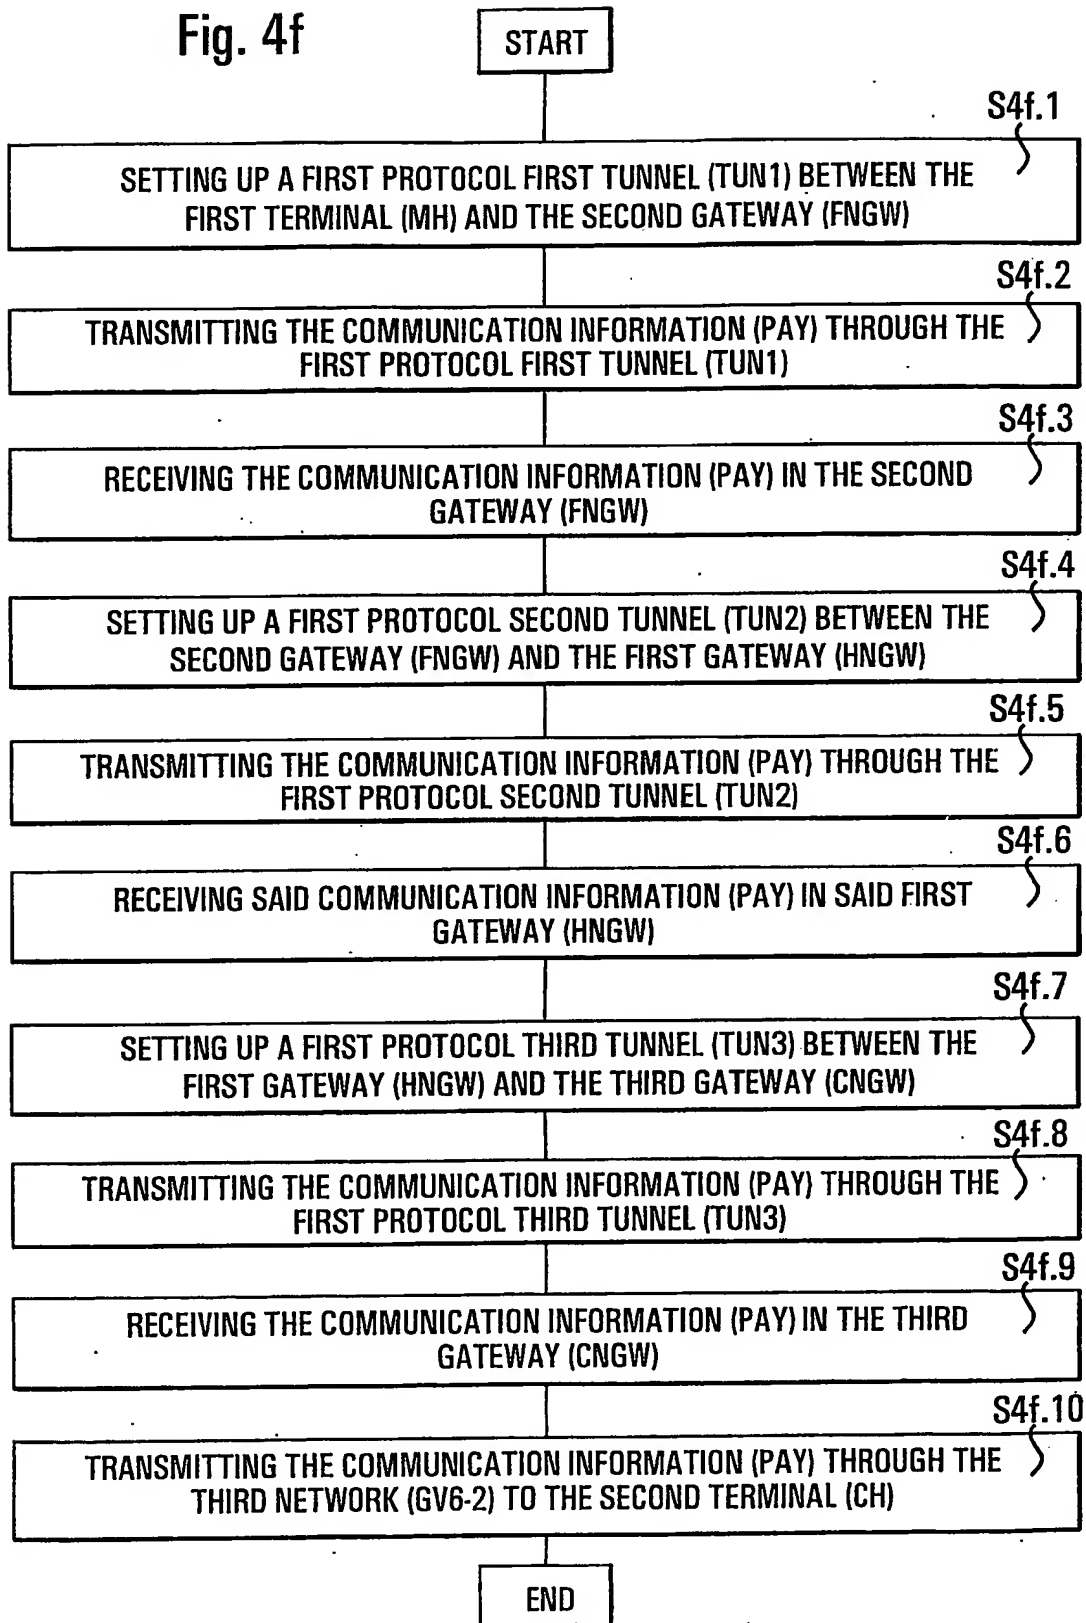 Fig. 4f
START
S4f.1
SETTING UP A FIRST PROTOCOL FIRST TUNNEL (TUN1) BETWEEN THE
FIRST TERMINAL (MH) AND THE SECOND GATEWAY (FNGW)
S4f.2
TRANSMITTING THE COMMUNICATION INFORMATION (PAY) THROUGH THE
FIRST PROTOCOL FIRST TUNNEL (TUN1)
S4f.3
RECEIVING THE COMMUNICATION INFORMATION (PAY) IN THE SECOND
GATEWAY (FNGW)
S4f.4
SETTING UP A FIRST PROTOCOL SECOND TUNNEL (TUN2) BETWEEN THE
SECOND GATEWAY (FNGW) AND THE FIRST GATEWAY (HNGW)
S4f.5
TRANSMITTING THE COMMUNICATION INFORMATION (PAY) THROUGH THE
FIRST PROTOCOL SECOND TUNNEL (TUN2)
S4f.6
RECEIVING SAID COMMUNICATION INFORMATION (PAY) IN SAID FIRST
GATEWAY (HNGW)
S4f.7
SETTING UP A FIRST PROTOCOL THIRD TUNNEL (TUN3) BETWEEN THE
FIRST GATEWAY (HNGW) AND THE THIRD GATEWAY (CNGW)
S4f.8
TRANSMITTING THE COMMUNICATION INFORMATION (PAY) THROUGH THE
FIRST PROTOCOL THIRD TUNNEL (TUN3)
S4f.9
RECEIVING THE COMMUNICATION INFORMATION (PAY) IN THE THIRD
GATEWAY (CNGW)
S4f.10
TRANSMITTING THE COMMUNICATION INFORMATION (PAY) THROUGH THE
THIRD NETWORK (GV6-2) TO THE SECOND TERMINAL (CH)
END